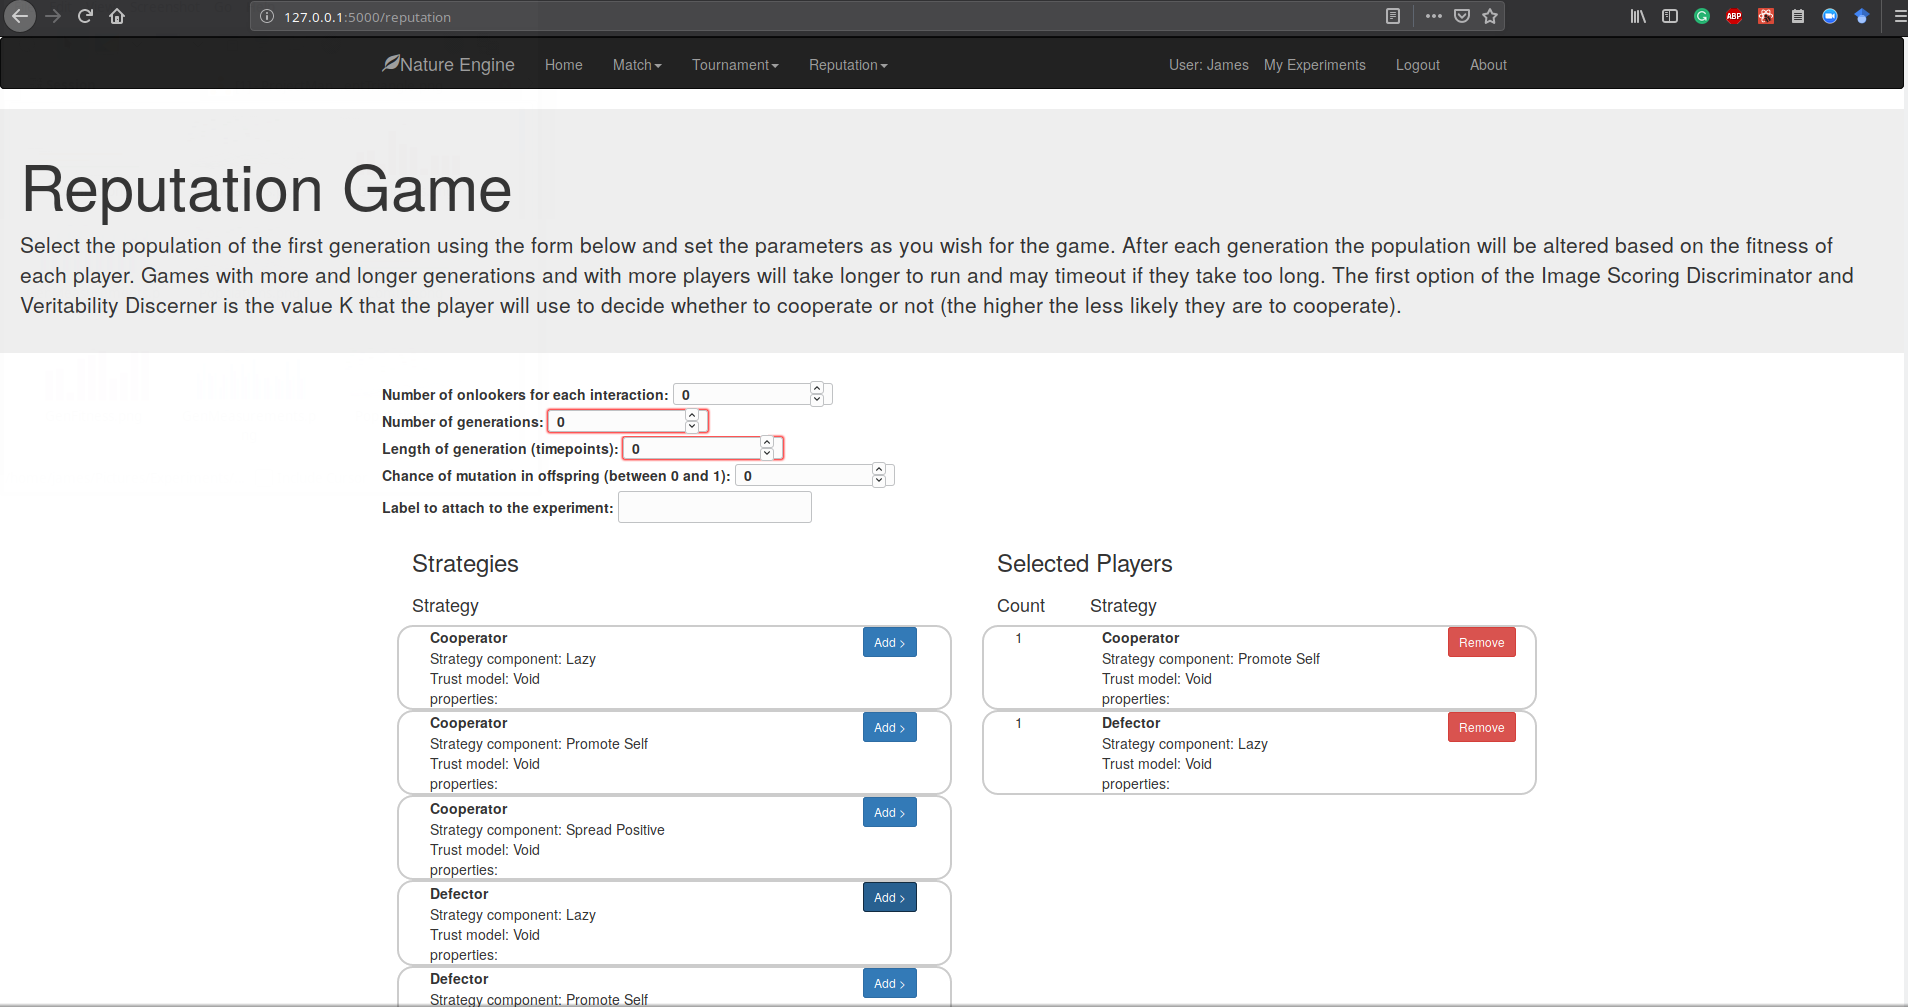 127.0.0.1:5000/reputation
ABP
Nature Engine Home Match Tournament Reputation User: James My Experiments Logout About
Reputation Game
Select the population of the first generation using the form below and set the parameters as you wish for the game. After each generation the population will be altered based on the fitness of
each player. Games with more and longer generations and with more players will take longer to run and may timeout if they take too long. The first option of the Image Scoring Discriminator and
Veritability Discerner is the value K that the player will use to decide whether to cooperate or not (the higher the less likely they are to cooperate).
Number of onlookers for each interaction: 0
Number of generations: 0
Length of generation (timepoints): 0
Chance of mutation in offspring (between 0 and 1): 0
Label to attach to the experiment:
Strategies
Strategy
Cooperator Add >
Strategy component: Lazy
Trust model: Void
properties:
Cooperator Add >
Strategy component: Promote Self
Trust model: Void
properties:
Cooperator Add >
Strategy component: Spread Positive
Trust model: Void
properties:
Defector Add >
Strategy component: Lazy
Trust model: Void
properties:
Defector Add >
Strategy component: Promote Self
Selected Players
Count Strategy
1 Cooperator Remove
Strategy component: Promote Self
Trust model: Void
properties:
1 Defector Remove
Strategy component: Lazy
Trust model: Void
properties: